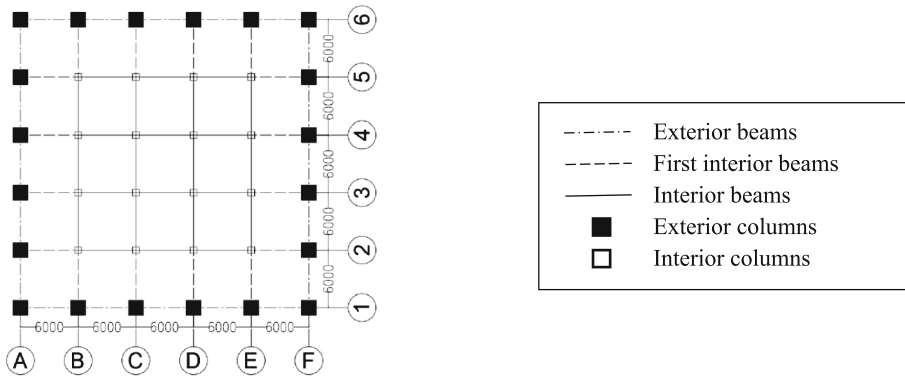 6
6000
5
6000
4
6000
3
6000
2
6000
1
6000 6000 6000 6000 6000
A B C D E F
Exterior beams
First interior beams
Interior beams
Exterior columns
Interior columns